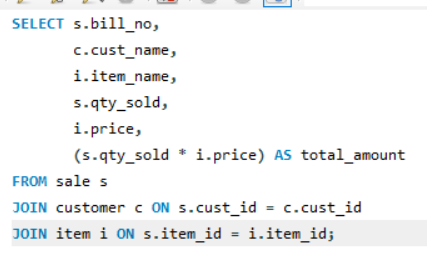 SELECT s.bill_no,
c.cust_name,
i.item_name,
s.qty_sold,
i.price,
(s.qty_sold * i.price) AS total_amount
FROM sale s
JOIN customer c ON s.cust_id = c.cust_id
JOIN item i ON s.item_id = i.item_id;